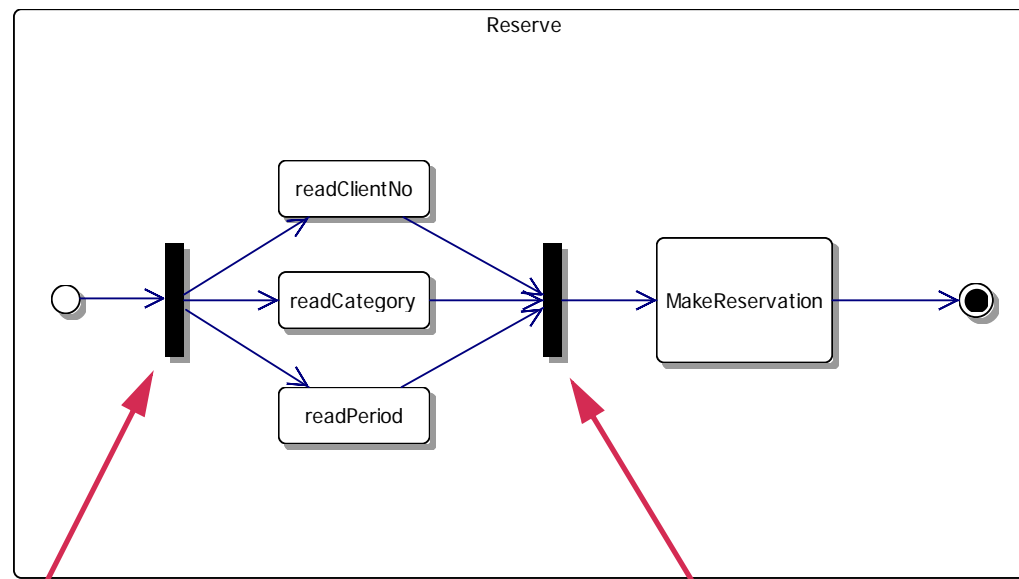 Reserve
readClientNo
readCategory
MakeReservation
readPeriod